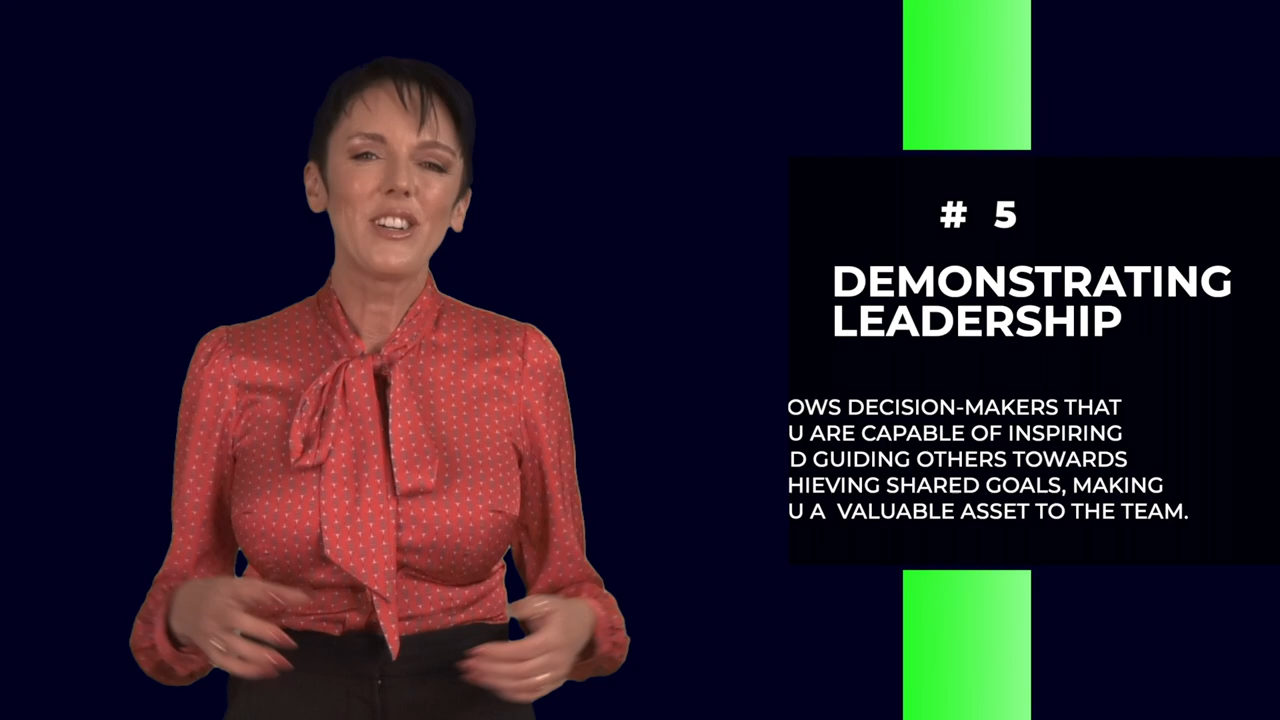 # 5
DEMONSTRATING
LEADERSHIP
OWS DECISION-MAKERS THAT
U ARE CAPABLE OF INSPIRING
D GUIDING OTHERS TOWARDS
HIEVING SHARED GOALS, MAKING
U A VALUABLE ASSET TO THE TEAM.